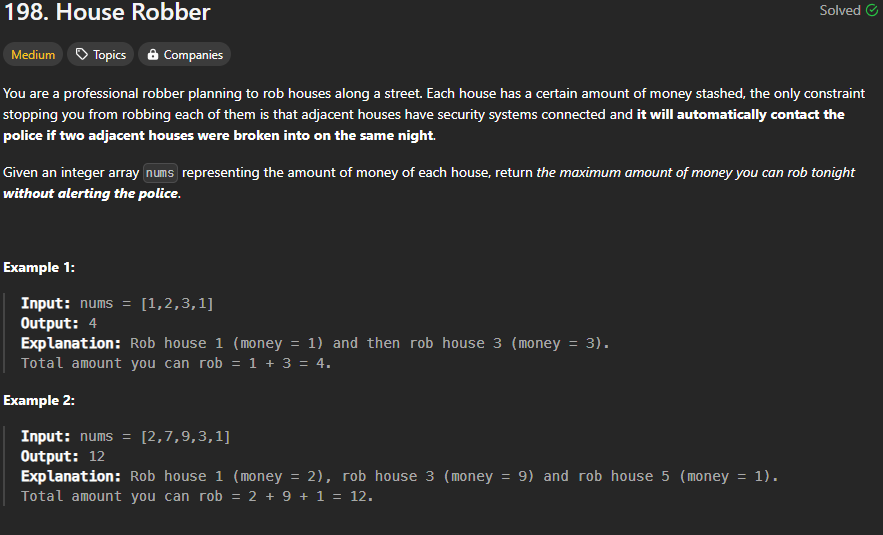 198. House Robber
Solved
Medium
Topics
Companies
You are a professional robber planning to rob houses along a street. Each house has a certain amount of money stashed, the only constraint
stopping you from robbing each of them is that adjacent houses have security systems connected and it will automatically contact the
police if two adjacent houses were broken into on the same night.
Given an integer array nums representing the amount of money of each house, return the maximum amount of money you can rob tonight
without alerting the police.
Example 1:
Input: nums = [1,2,3,1]
Output: 4
Explanation: Rob house 1 (money = 1) and then rob house 3 (money = 3).
Total amount you can rob = 1 + 3 = 4.
Example 2:
Input: nums = [2,7,9,3,1]
Output: 12
Explanation: Rob house 1 (money = 2), rob house 3 (money = 9) and rob house 5 (money = 1).
Total amount you can rob = 2 + 9 + 1 = 12.